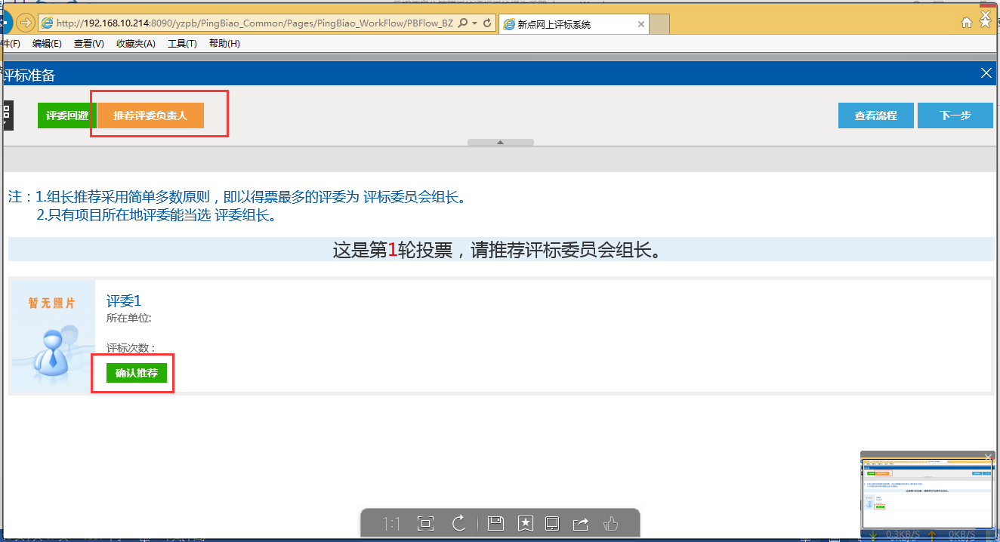 http://192.168.10.214:8090/yzpb/PingBiao_Common/Pages/PingBiao_WorkFlow/PBFlow_BZ
新点网上评标系统
件(F) 编辑(E) 查看(V) 收藏夹(A) 工具(T) 帮助(H)
评标准备
评委回避 推荐评委负责人 查看流程 下一步
注：1.组长推荐采用简单多数原则，即以得票最多的评委为 评标委员会组长。
2.只有项目所在地评委能当选 评委组长。
这是第1轮投票，请推荐评标委员会组长。
暂无照片
评委1
所在单位:
评标次数：
确认推荐
1:1
0.3KB/S 0KB/S